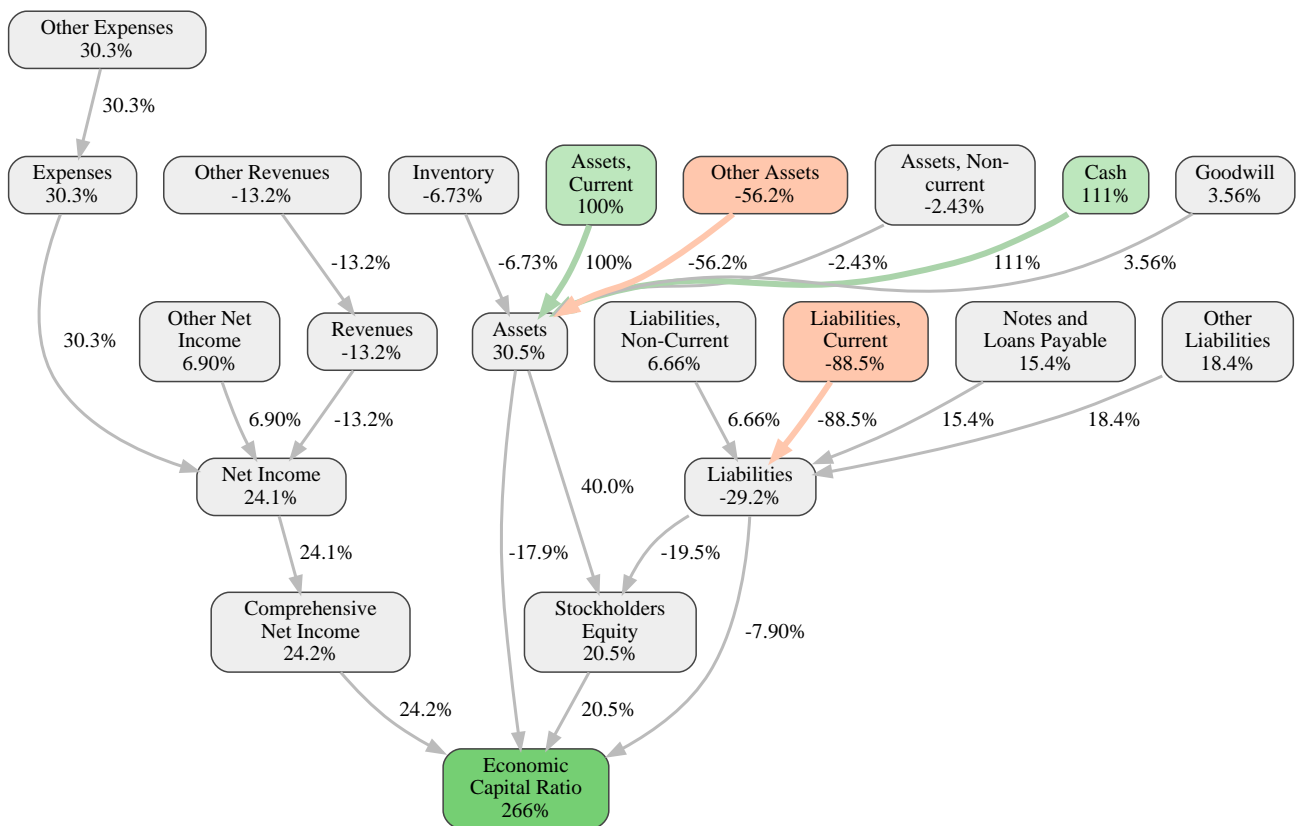 Other Expenses
30.3%
30.3%
Expenses
30.3%
Other Revenues
-13.2%
Inventory
-6.73%
Assets,
Current
100%
Other Assets
-56.2%
Assets, Non-
current
-2.43%
Cash
111%
Goodwill
3.56%
-13.2%
-6.73%
100%
-56.2%
-2.43%
111%
3.56%
30.3%
Other Net
Income
6.90%
Revenues
-13.2%
Assets
30.5%
Liabilities,
Non-Current
6.66%
Liabilities,
Current
-88.5%
Notes and
Loans Payable
15.4%
Other
Liabilities
18.4%
6.90%
-13.2%
6.66%
-88.5%
15.4%
18.4%
Net Income
24.1%
40.0%
Liabilities
-29.2%
24.1%
-17.9%
-19.5%
Comprehensive
Net Income
24.2%
Stockholders
Equity
20.5%
-7.90%
24.2%
20.5%
Economic
Capital Ratio
266%